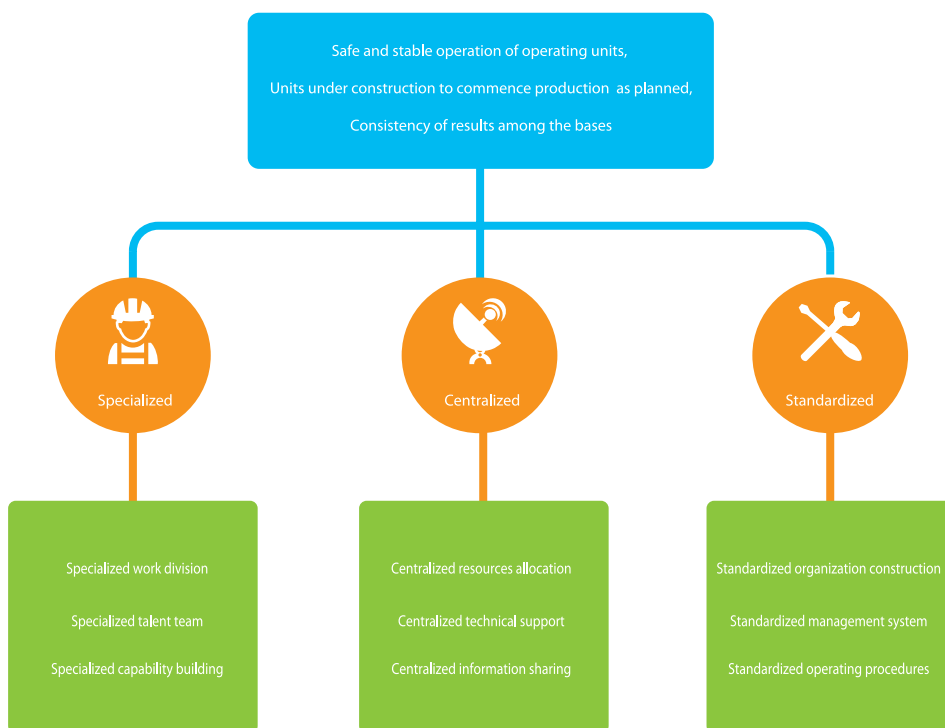 Safe and stable operation of operating units,
Units under construction to commence production as planned,
Consistency of results among the bases
Specialized
Centralized
Standardized
Specialized work division
Specialized talent team
Specialized capability building
Centralized resources allocation
Centralized technical support
Centralized information sharing
Standardized organization construction
Standardized management system
Standardized operating procedures